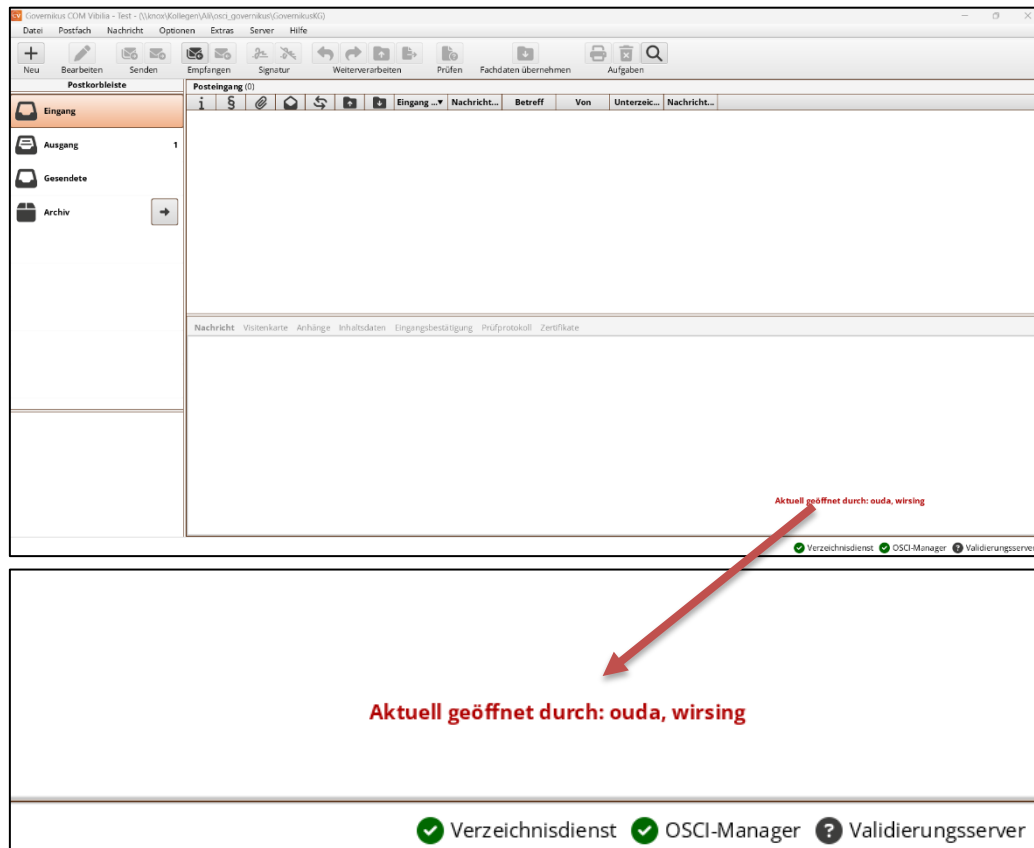 Governikus COM Vibilia - Test - (\\knox\Kollegen\Ali\osci_governikus\GovernikusKG)
Datei Postfach Nachricht Optionen Extras Server Hilfe
Neu Bearbeiten Senden Empfangen Signatur Weiterverarbeiten Prüfen Fachdaten übernehmen Aufgaben
Postkorbleiste
Posteingang (0)
i § Eingang ...▾ Nachricht... Betreff Von Unterzeic... Nachricht...
Eingang
Ausgang 1
Gesendete
Archiv
Nachricht Visitenkarte Anhänge Inhaltsdaten Eingangsbestätigung Prüfprotokoll Zertifikate
Aktuell geöffnet durch: ouda, wirsing
Verzeichnisdienst OSCI-Manager Validierungsserver
Aktuell geöffnet durch: ouda, wirsing
Verzeichnisdienst OSCI-Manager Validierungsserver